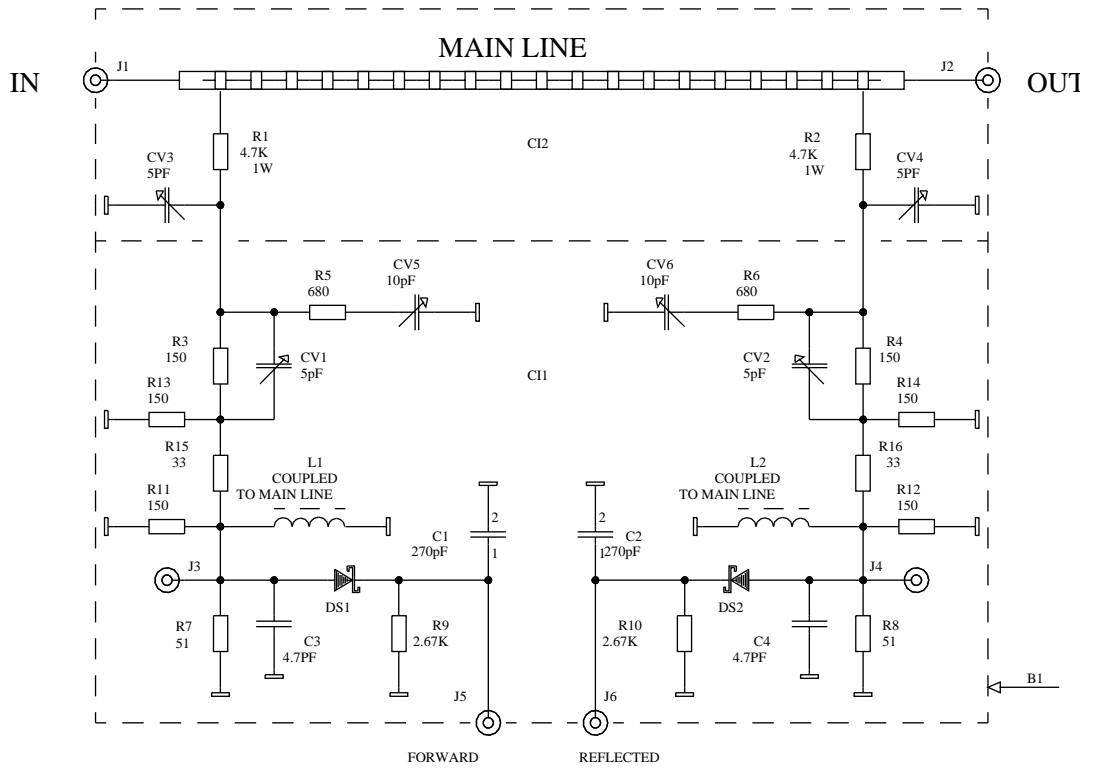 MAIN LINE
IN
J1
J2
OUT
R1
4.7K
1W
CI2
R2
4.7K
1W
CV3
5PF
CV4
5PF
R5
680
CV5
10pF
CV6
10pF
R6
680
R3
150
CV1
5pF
CI1
CV2
5pF
R4
150
R13
150
R14
150
R15
33
R16
33
L1
COUPLED
TO MAIN LINE
L2
COUPLED
TO MAIN LINE
R11
150
R12
150
2
C1
270pF
1
2
C2
270pF
1
J3
J4
DS1
DS2
R7
51
C3
4.7PF
R9
2.67K
R10
2.67K
C4
4.7PF
R8
51
J5
J6
B1
FORWARD
REFLECTED